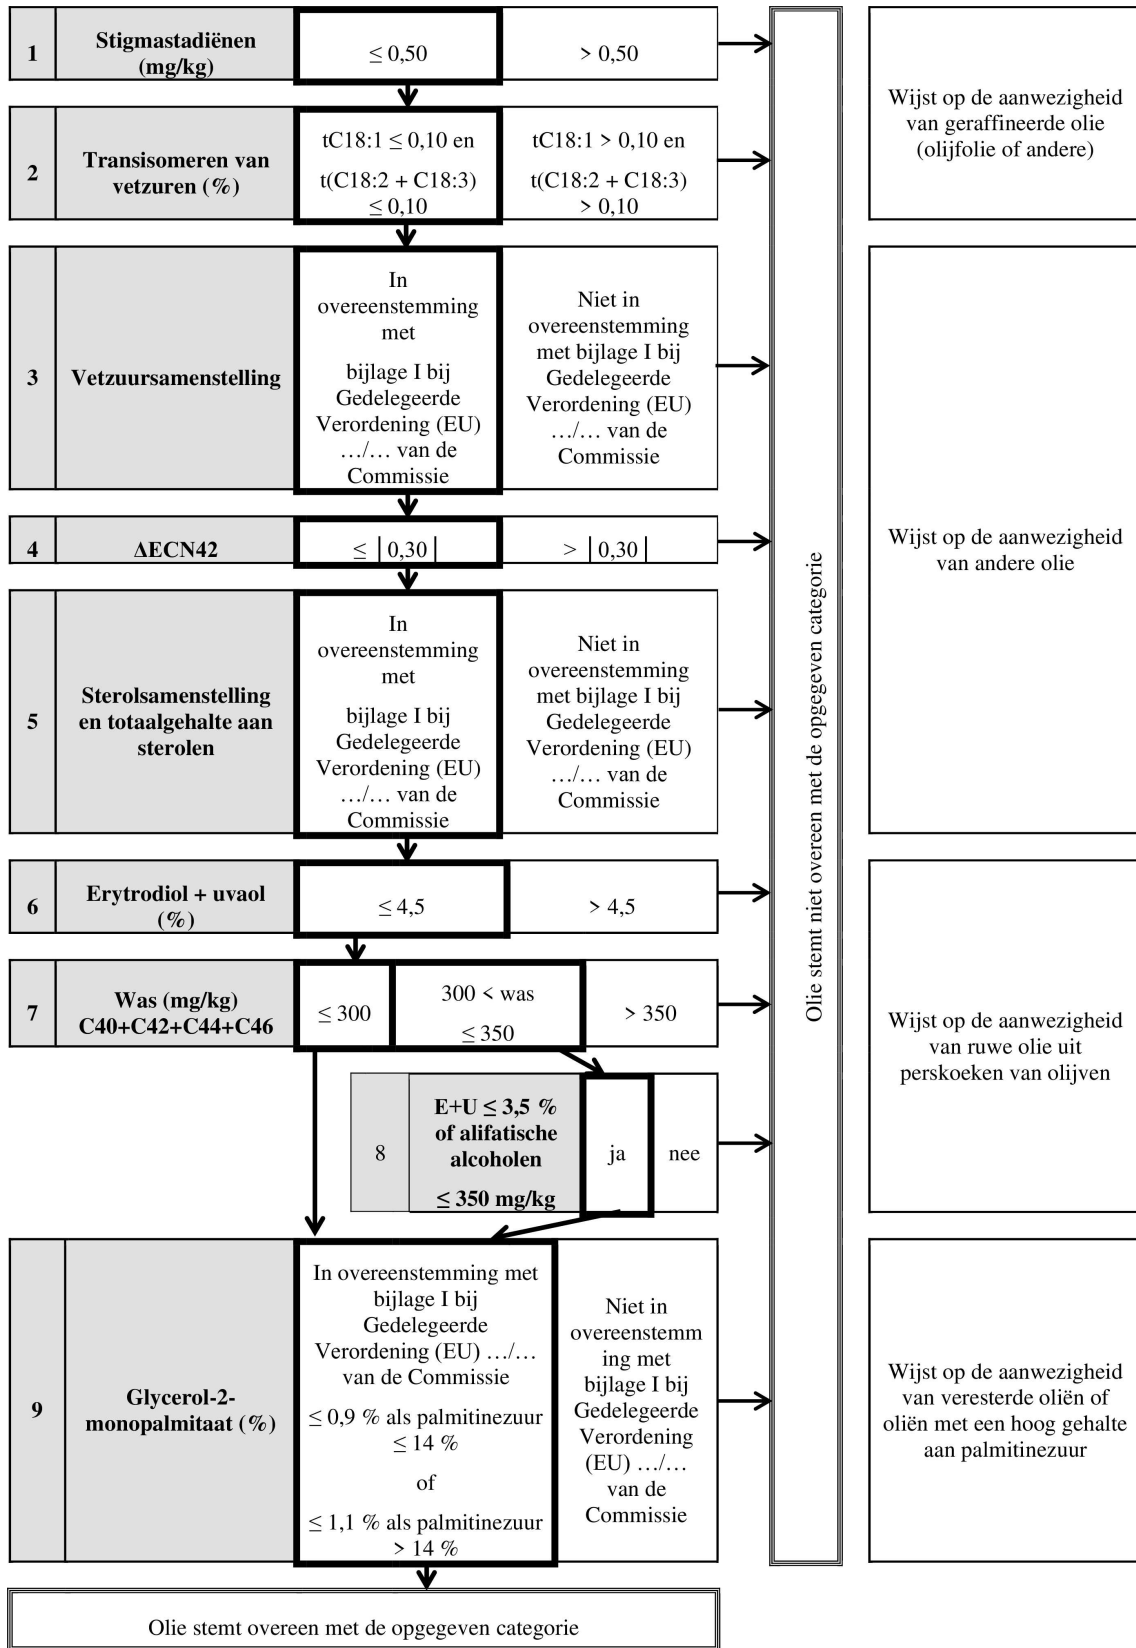 1
Stigmastadiënen
(mg/kg)
≤ 0,50
> 0,50
2
Transisomeren van
vetzuren (%)
tC18:1 ≤ 0,10 en
t(C18:2 + C18:3)
≤ 0,10
tC18:1 > 0,10 en
t(C18:2 + C18:3)
> 0,10
Wijst op de aanwezigheid
van geraffineerde olie
(olijfolie of andere)
3
Vetzuursamenstelling
In
overeenstemming
met
bijlage I bij
Gedelegeerde
Verordening (EU)
…/… van de
Commissie
Niet in
overeenstemming
met bijlage I bij
Gedelegeerde
Verordening (EU)
…/… van de
Commissie
4
ΔECN42
≤ |0,30|
> |0,30|
5
Sterolsamenstelling
en totaalgehalte aan
sterolen
In
overeenstemming
met
bijlage I bij
Gedelegeerde
Verordening (EU)
…/… van de
Commissie
Niet in
overeenstemming
met bijlage I bij
Gedelegeerde
Verordening (EU)
…/… van de
Commissie
Wijst op de aanwezigheid
van andere olie
6
Erytrodiol + uvaol
(%)
≤ 4,5
> 4,5
7
Was (mg/kg)
C40+C42+C44+C46
≤ 300
300 < was
≤ 350
> 350
8
E+U ≤ 3,5 %
of alifatische
alcoholen
≤ 350 mg/kg
ja
nee
Wijst op de aanwezigheid
van ruwe olie uit
perskoeken van olijven
9
Glycerol-2-
monopalmitaat (%)
In overeenstemming met
bijlage I bij
Gedelegeerde
Verordening (EU) …/…
van de Commissie
≤ 0,9 % als palmitinezuur
≤ 14 %
of
≤ 1,1 % als palmitinezuur
> 14 %
Niet in
overeenstemm
ing met
bijlage I bij
Gedelegeerde
Verordening
(EU) …/…
van de
Commissie
Wijst op de aanwezigheid
van veresterde oliën of
oliën met een hoog gehalte
aan palmitinezuur
Olie stemt niet overeen met de opgegeven categorie
Olie stemt overeen met de opgegeven categorie